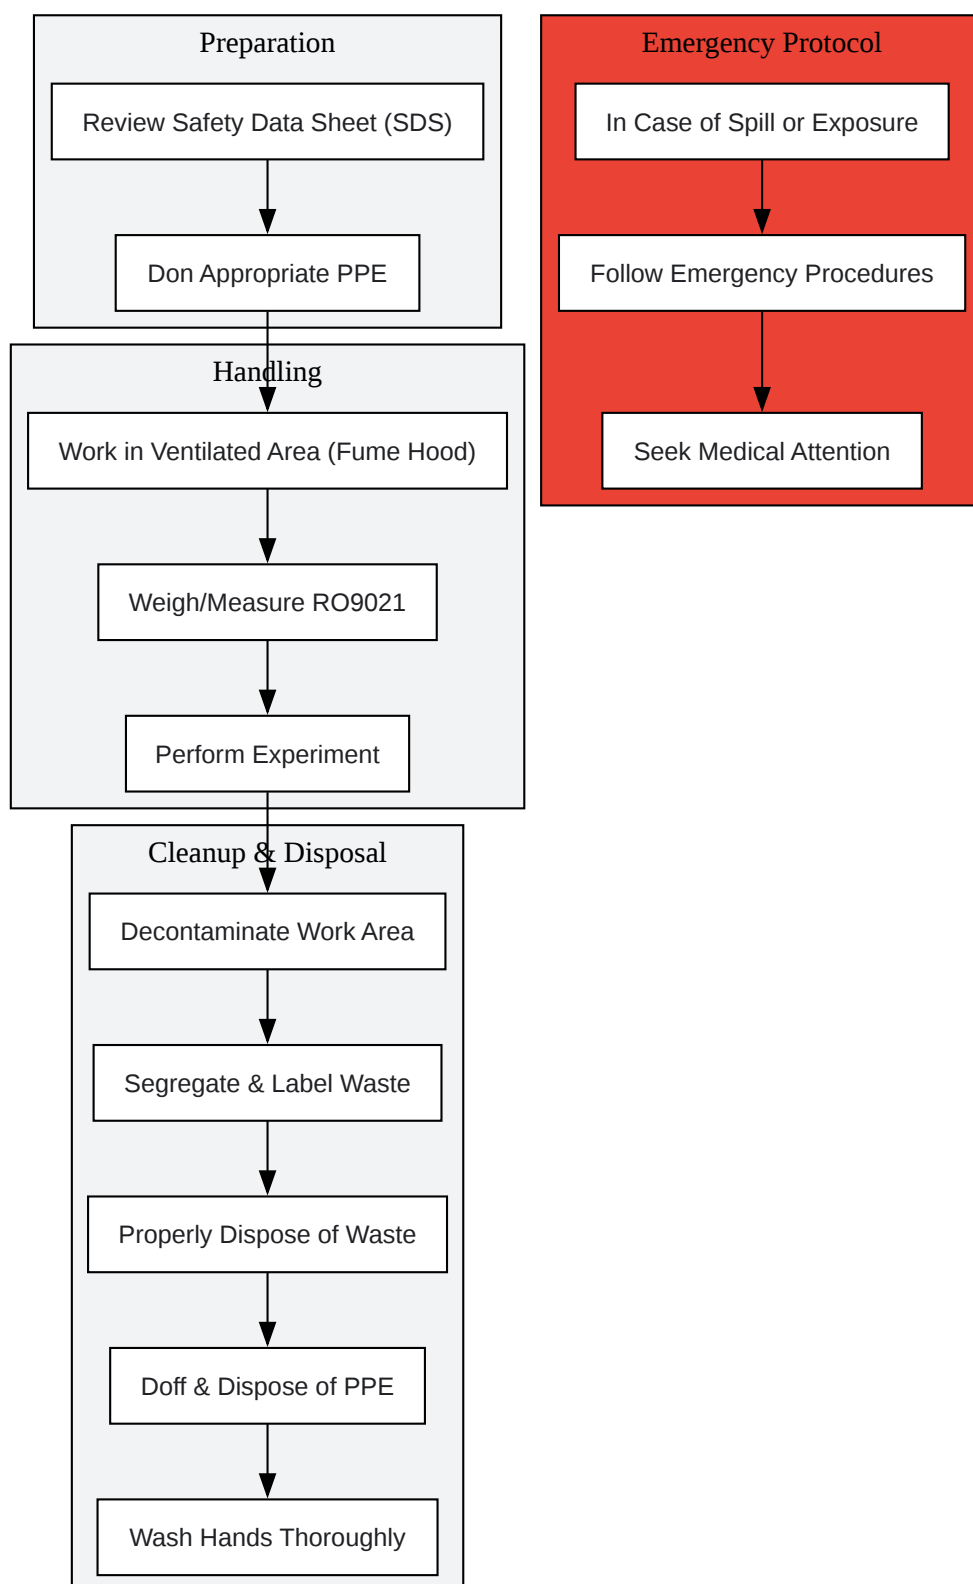 Preparation
Review Safety Data Sheet (SDS)
Don Appropriate PPE
Handling
Work in Ventilated Area (Fume Hood)
Weigh/Measure RO9021
Perform Experiment
Cleanup & Disposal
Decontaminate Work Area
Segregate & Label Waste
Properly Dispose of Waste
Doff & Dispose of PPE
Wash Hands Thoroughly
Emergency Protocol
In Case of Spill or Exposure
Follow Emergency Procedures
Seek Medical Attention